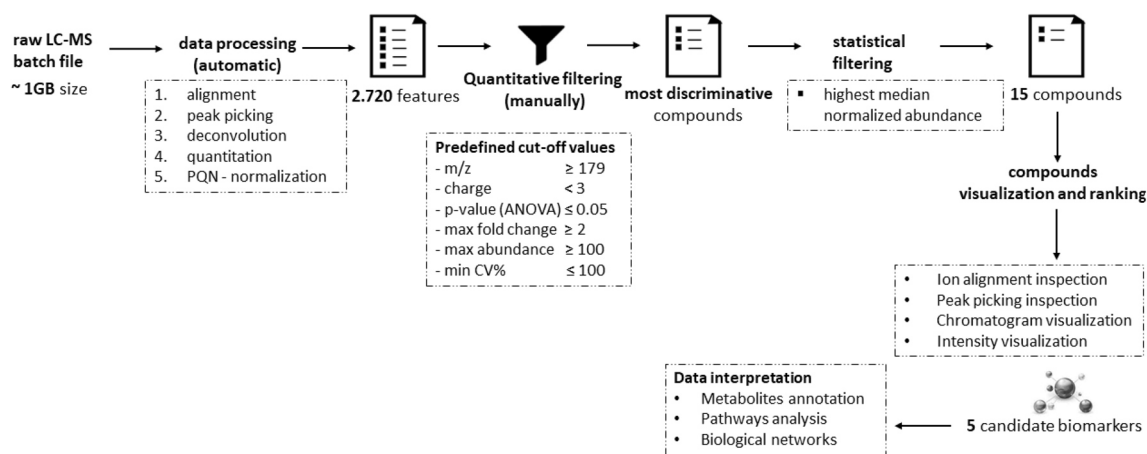 raw LC-MS
batch file
~ 1GB size
data processing
(automatic)
1. alignment
2. peak picking
3. deconvolution
4. quantitation
5. PQN - normalization
2.720 features
Quantitative filtering
(manually)
Predefined cut-off values
- m/z ≥ 179
- charge < 3
- p-value (ANOVA) ≤ 0.05
- max fold change ≥ 2
- max abundance ≥ 100
- min CV% ≤ 100
most discriminative
compounds
statistical
filtering
▪ highest median
normalized abundance
15 compounds
compounds
visualization and ranking
• Ion alignment inspection
• Peak picking inspection
• Chromatogram visualization
• Intensity visualization
5 candidate biomarkers
Data interpretation
• Metabolites annotation
• Pathways analysis
• Biological networks